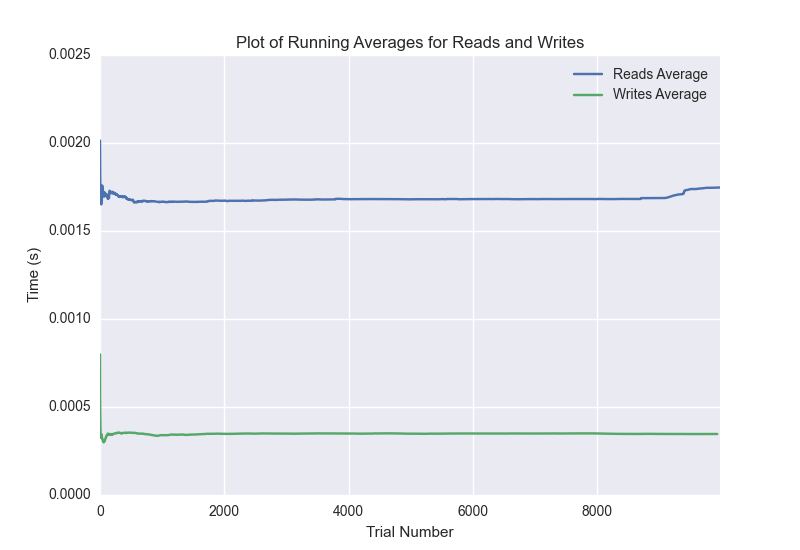 Plot of Running Averages for Reads and Writes
0.0025
0.0020
0.0015
0.0010
0.0005
0.0000
Time (s)
Reads Average
Writes Average
0
2000
4000
6000
8000
Trial Number